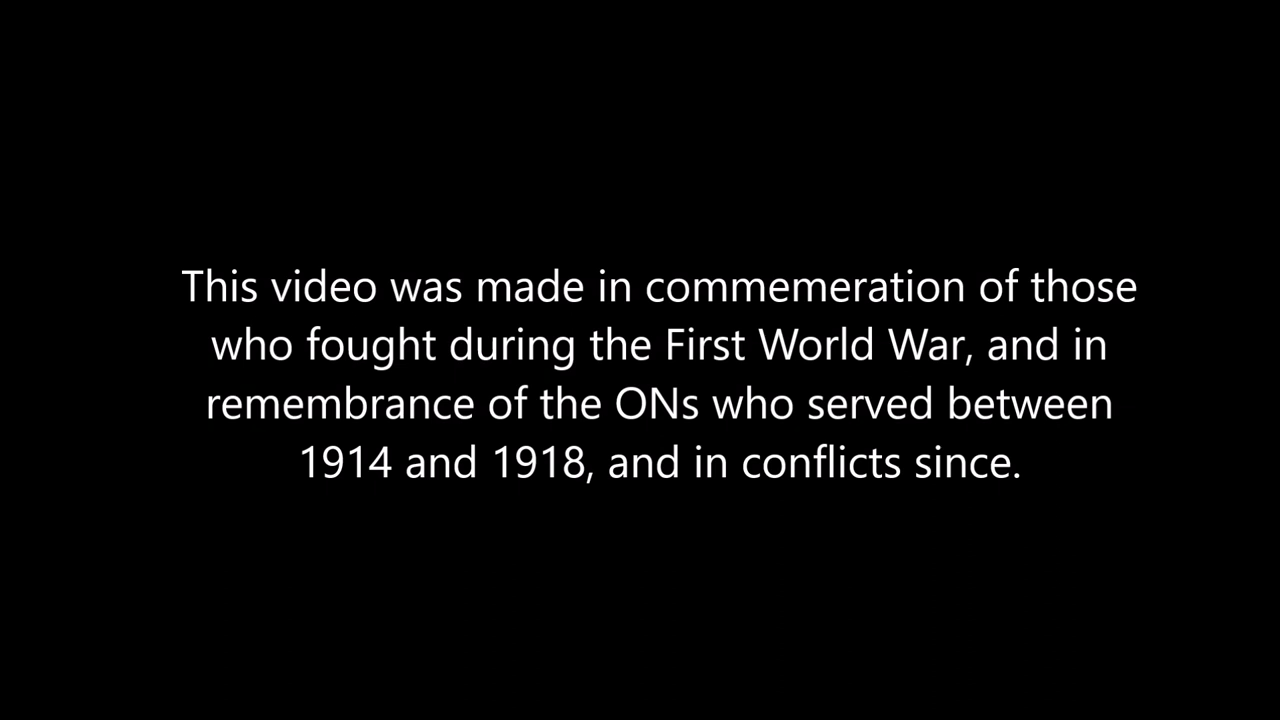 This video was made in commemeration of those
who fought during the First World War, and in
remembrance of the ONs who served between
1914 and 1918, and in conflicts since.